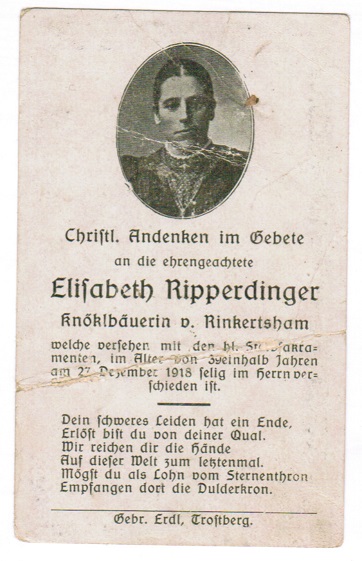 Christl. Andenken im Gebete
an die ehrengeachtete
Elisabeth Ripperdinger
Knöklbäuerin v. Rinkertsham
welche versehen mit den hl. Sterbsakra-
menten, im Alter von 39einhalb Jahren
am 27. Dezember 1918 selig im Herrn ver-
schieden ist.
Dein schweres Leiden hat ein Ende,
Erlöst bist du von deiner Qual.
Wir reichen dir die Hände
Auf dieser Welt zum letztenmal.
Mögst du als Lohn vom Sternenthron
Empfangen dort die Dulderkron.
Gebr. Erdl, Trostberg.